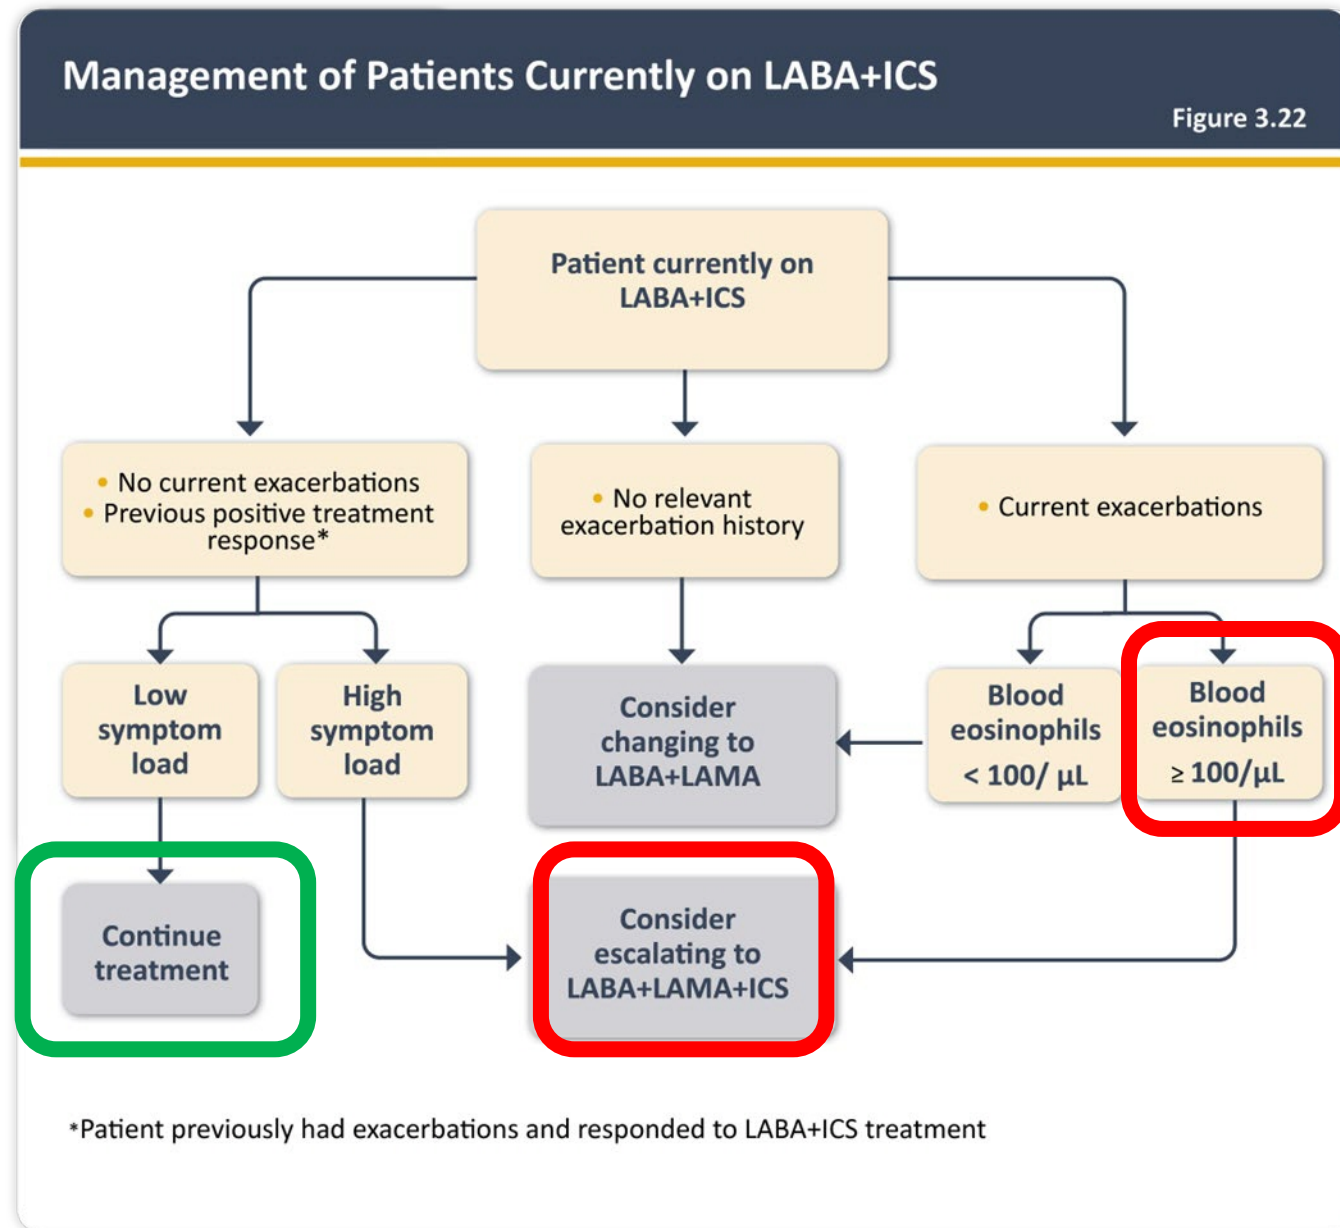 Management of Patients Currently on LABA+ICS
Figure 3.22
Patient currently on
LABA+ICS
• No current exacerbations
• Previous positive treatment
response*
• No relevant
exacerbation history
• Current exacerbations
Low
symptom
load
High
symptom
load
Consider
changing to
LABA+LAMA
Blood
eosinophils
< 100/ μL
Blood
eosinophils
≥ 100/μL
Continue
treatment
Consider
escalating to
LABA+LAMA+ICS
*Patient previously had exacerbations and responded to LABA+ICS treatment